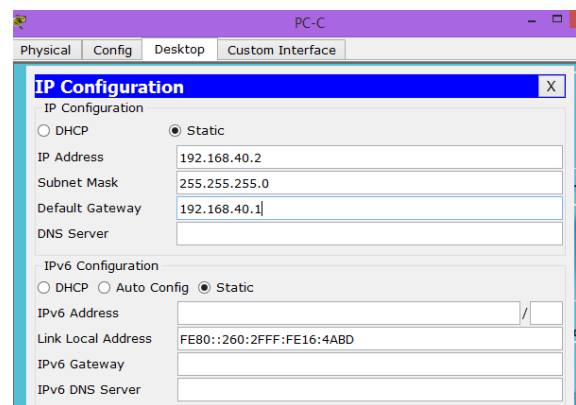 PC-C
Physical Config Desktop Custom Interface
IP Configuration X
IP Configuration
DHCP Static
IP Address 192.168.40.2
Subnet Mask 255.255.255.0
Default Gateway 192.168.40.1
DNS Server
IPv6 Configuration
DHCP Auto Config Static
IPv6 Address /
Link Local Address FE80::260:2FFF:FE16:4ABD
IPv6 Gateway
IPv6 DNS Server